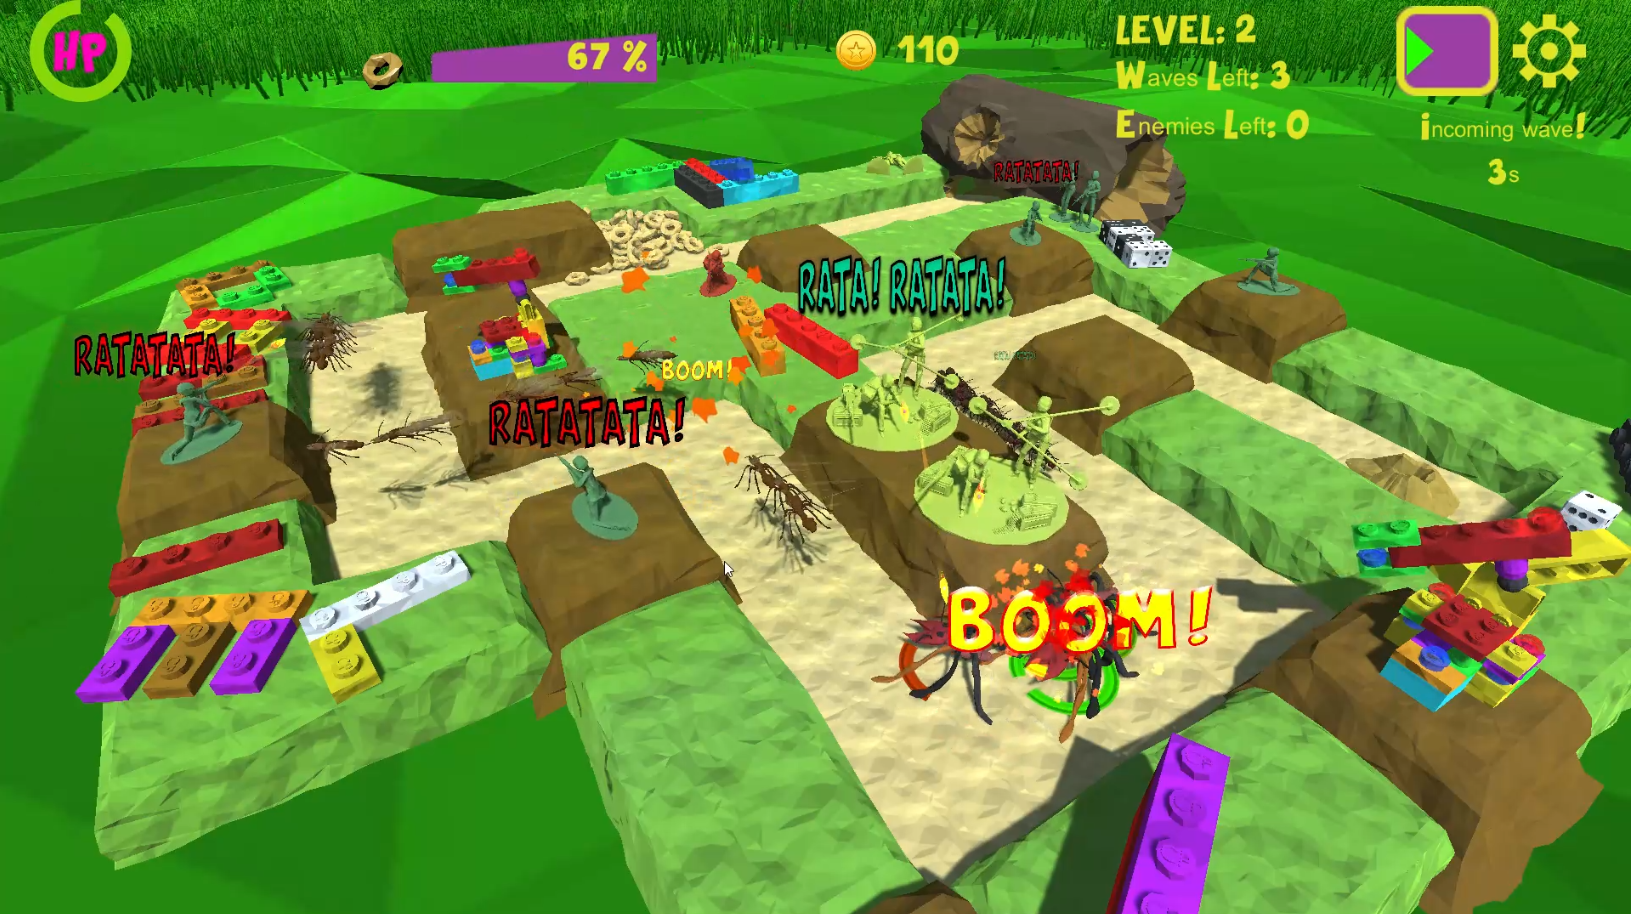 HP
67 %
110
LEVEL: 2
Waves Left: 3
Enemies Left: 0
incoming wave!
3s
RATATATA!
RATA! RATATA!
RATATATA!
BOOM!
RATATATA!
BOOM!